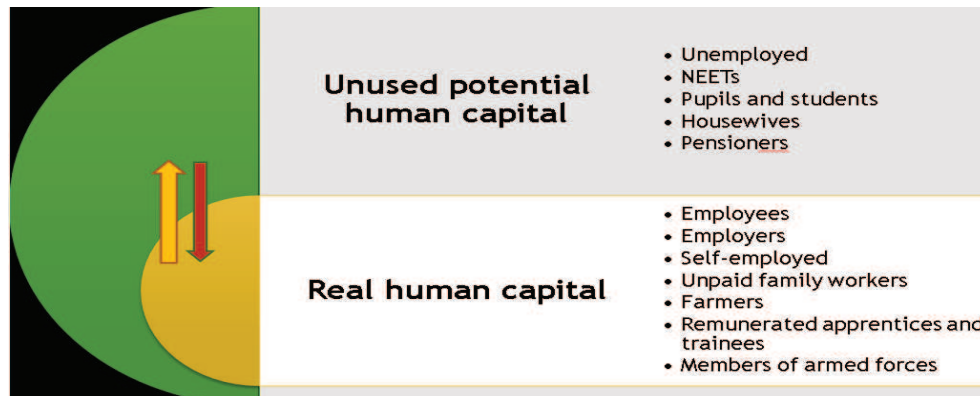 Unused potential
human capital
• Unemployed
• NEETs
• Pupils and students
• Housewives
• Pensioners
Real human capital
• Employees
• Employers
• Self-employed
• Unpaid family workers
• Farmers
• Remunerated apprentices and
trainees
• Members of armed forces